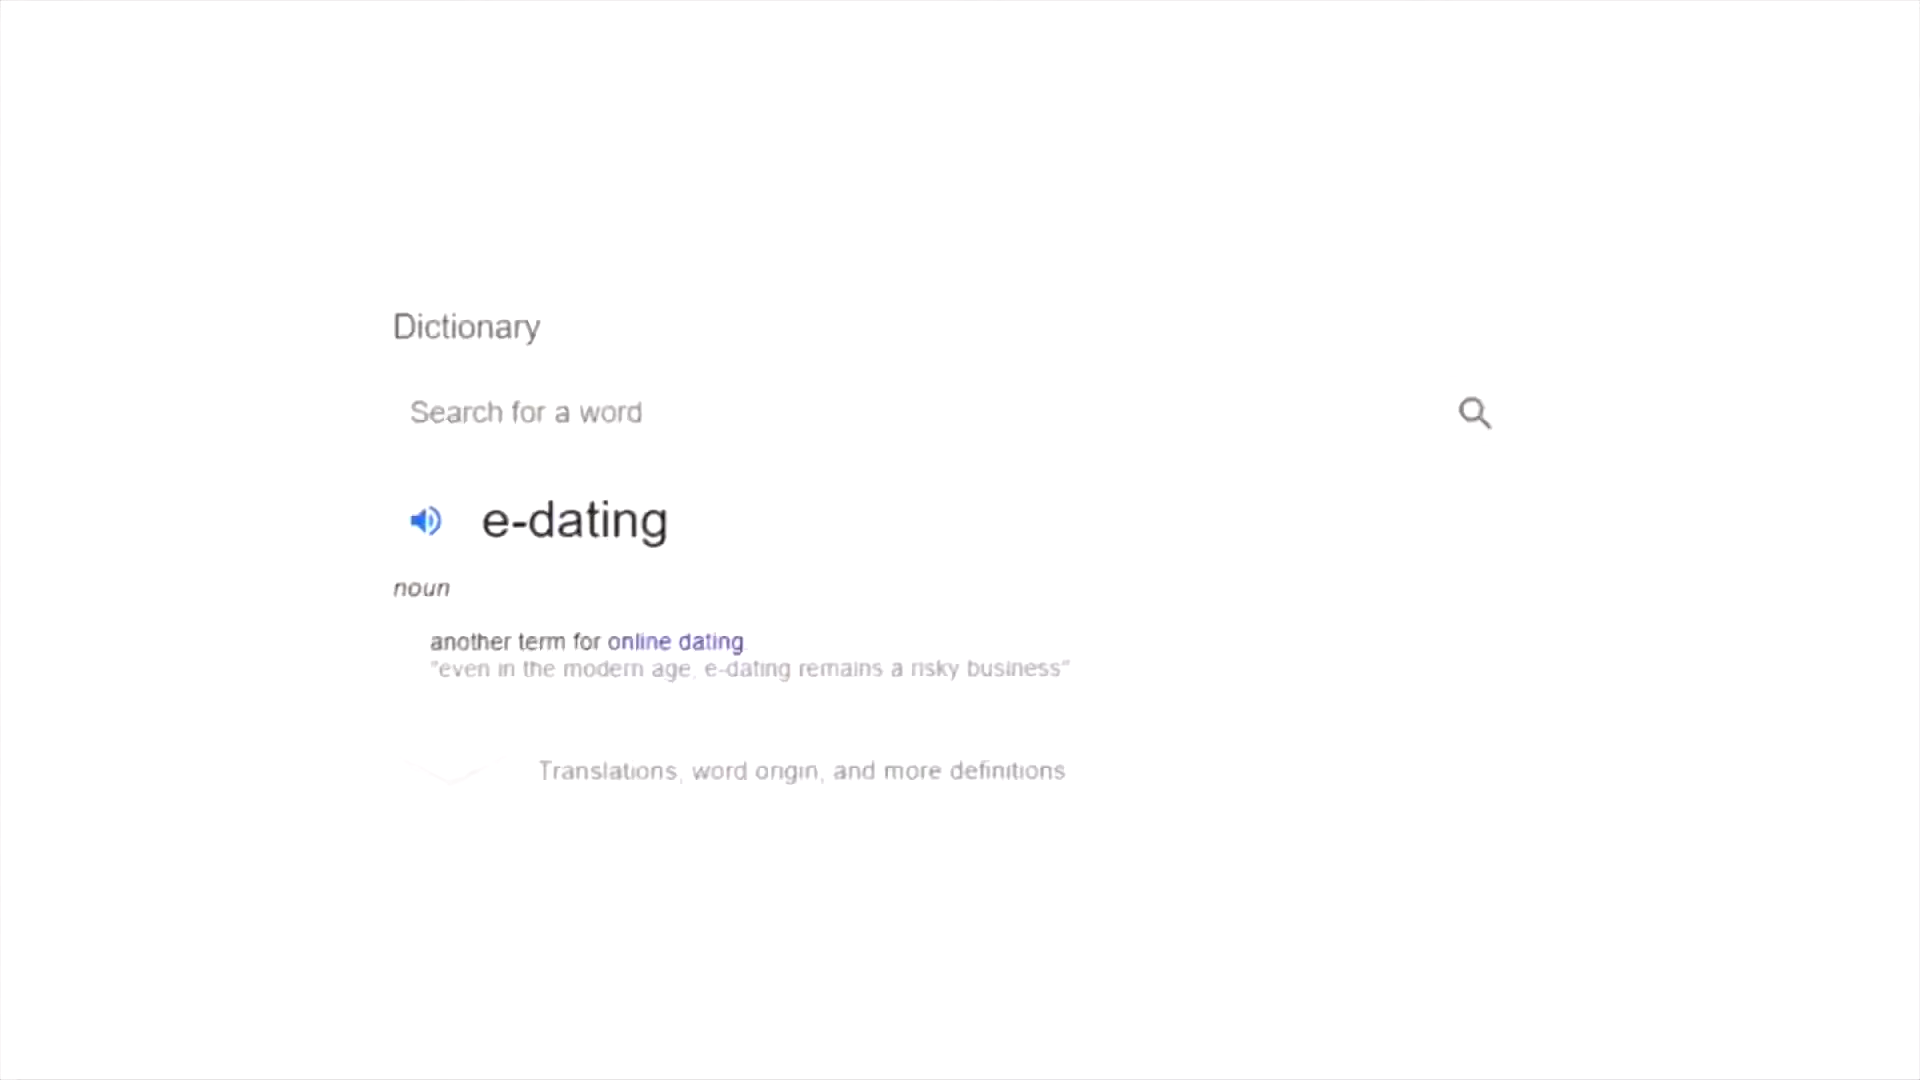 Dictionary
Search for a word
e-dating
noun
another term for online dating.
"even in the modern age, e-dating remains a risky business"
Translations, word origin, and more definitions